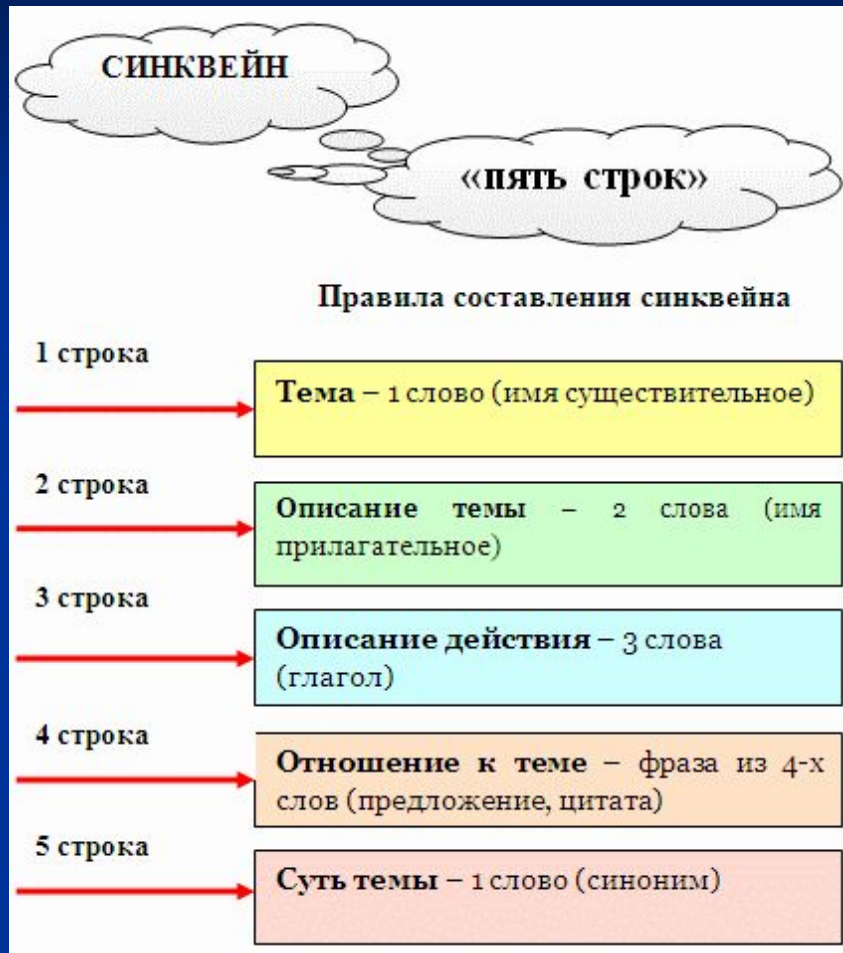 СИНКВЕЙН
«пять строк»
Правила составления синквейна
1 строка
Тема – 1 слово (имя существительное)
2 строка
Описание темы – 2 слова (имя
прилагательное)
3 строка
Описание действия – 3 слова
(глагол)
4 строка
Отношение к теме – фраза из 4-х
слов (предложение, цитата)
5 строка
Суть темы – 1 слово (синоним)